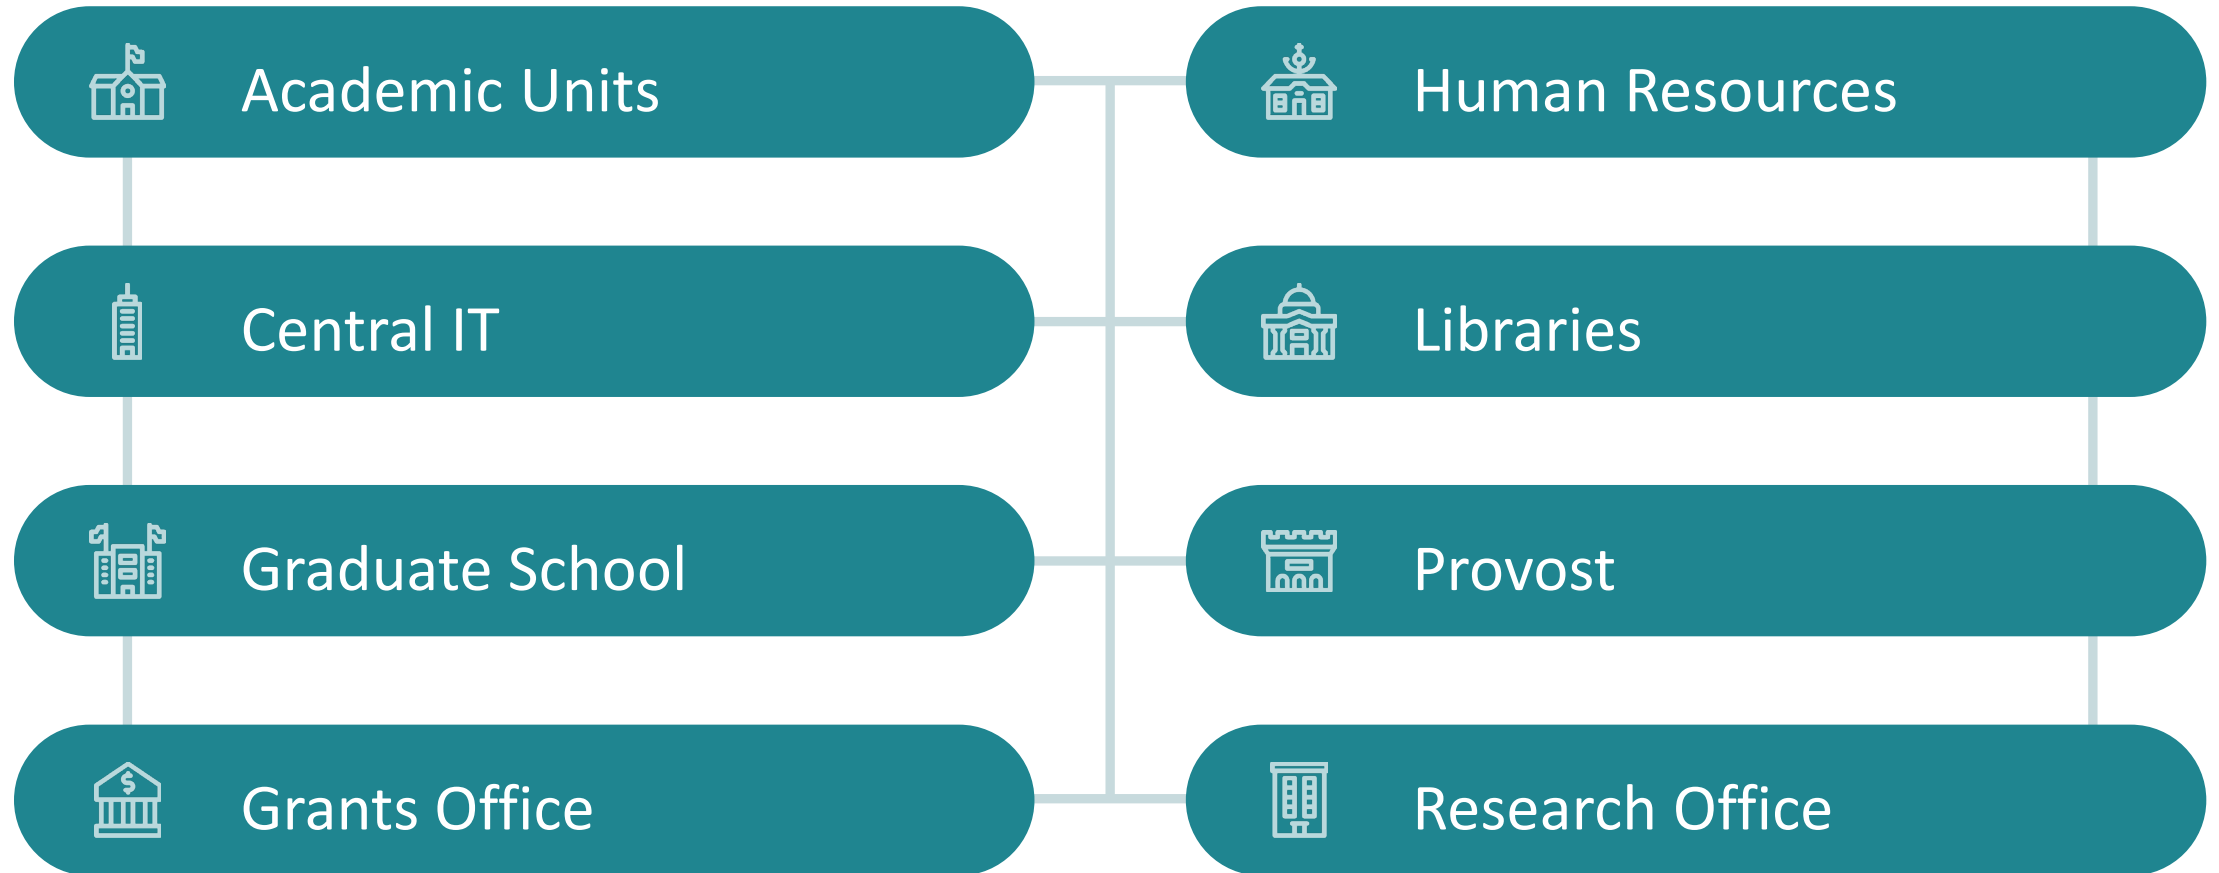 Academic Units
Central IT
Graduate School
Grants Office
Human Resources
Libraries
Provost
Research Office